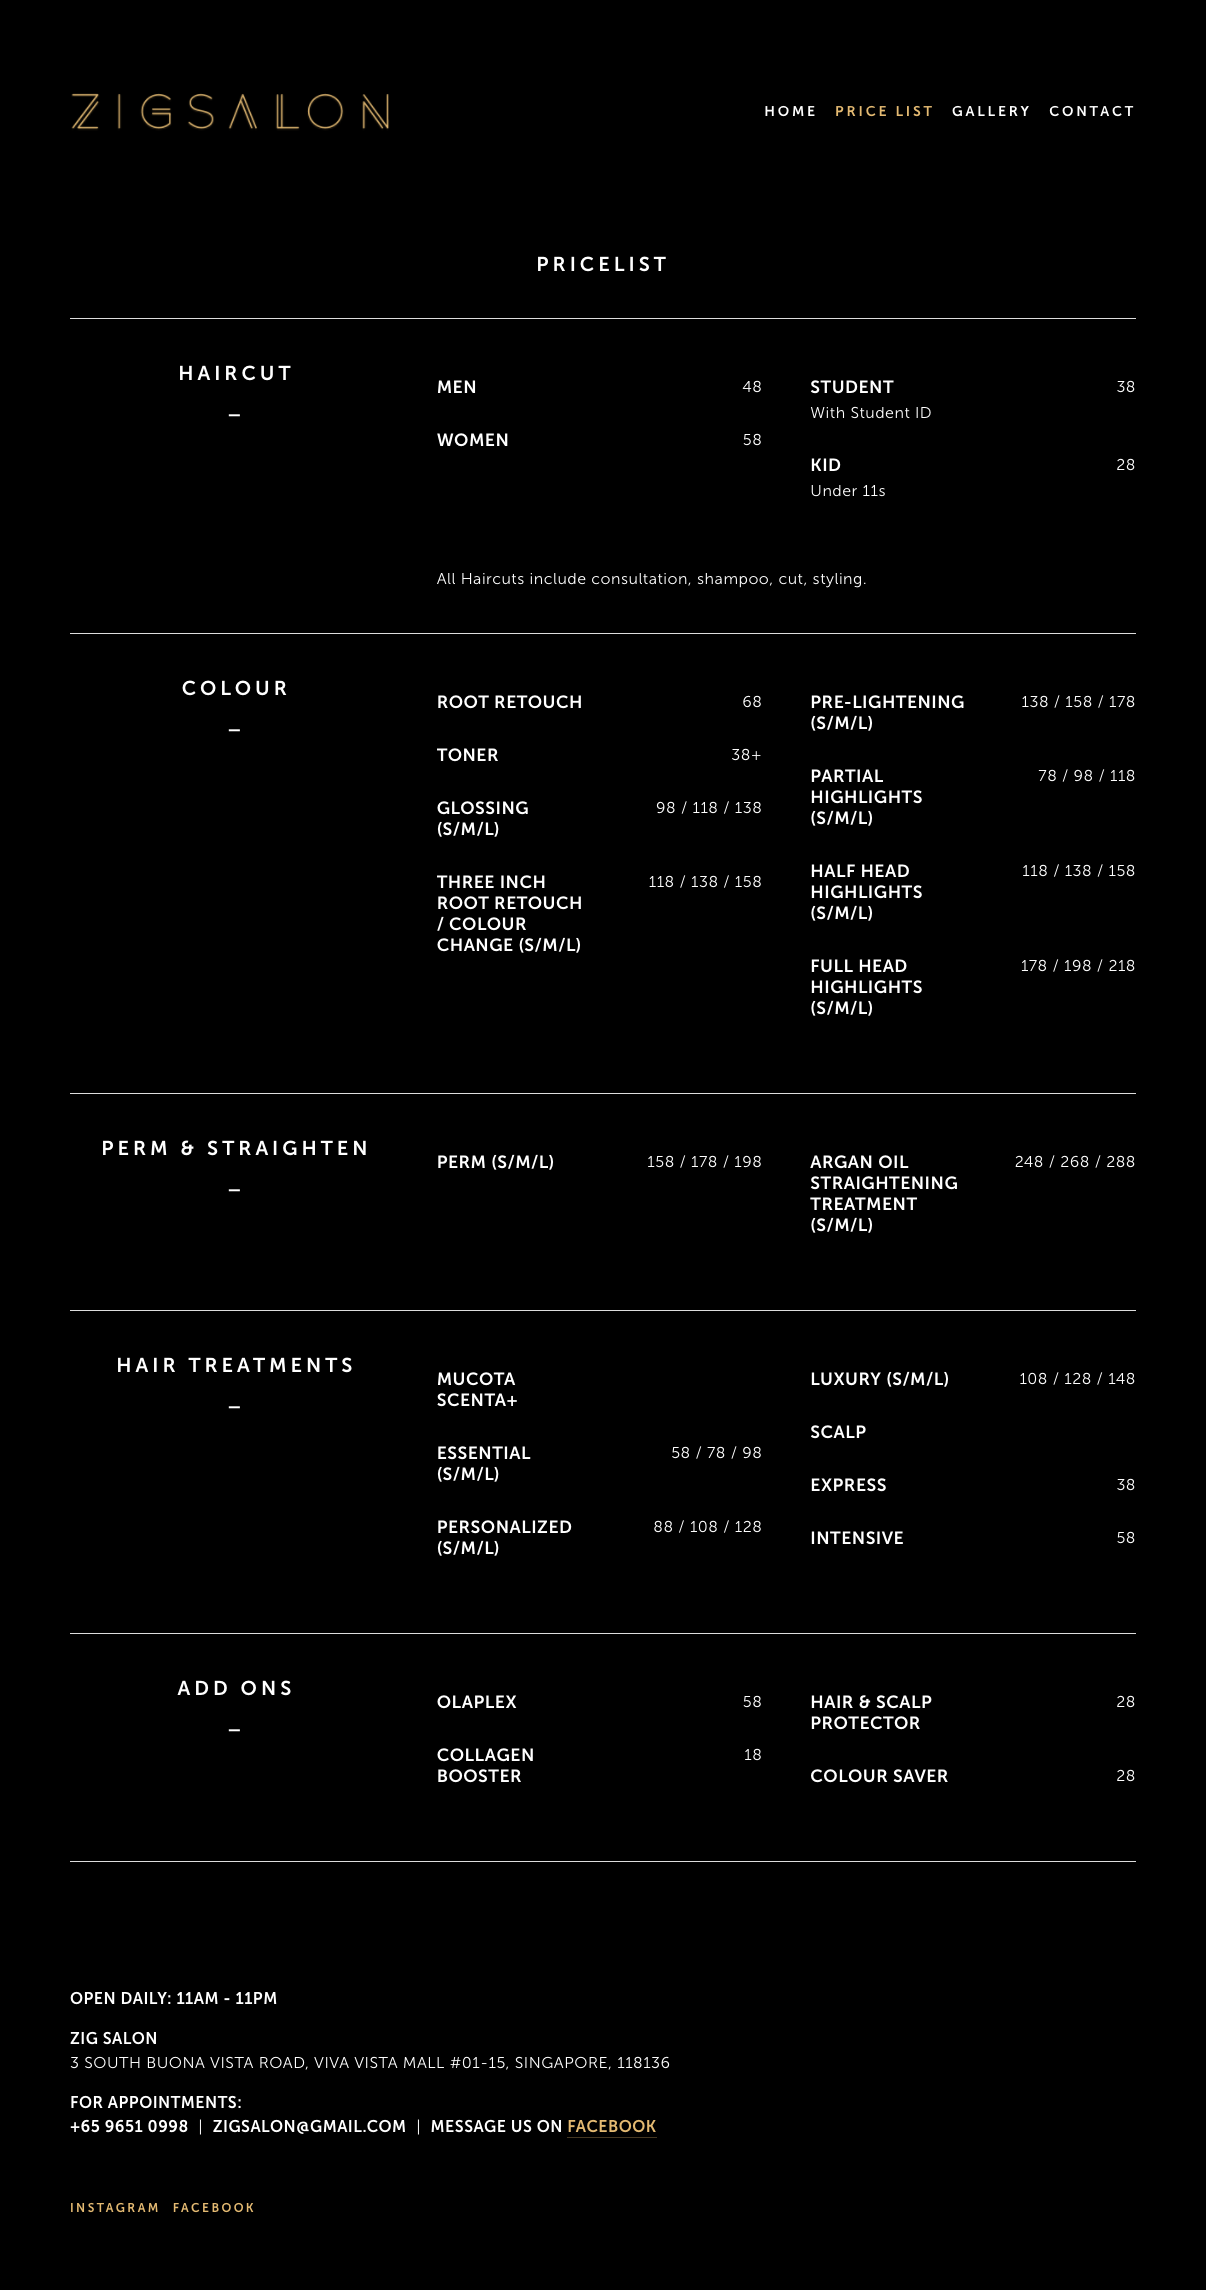 ZIGSALON
HOME PRICE LIST GALLERY CONTACT
PRICELIST
HAIRCUT
–
MEN 48
WOMEN 58
STUDENT 38
With Student ID
KID 28
Under 11s
All Haircuts include consultation, shampoo, cut, styling.
COLOUR
–
ROOT RETOUCH 68
TONER 38+
GLOSSING 98 / 118 / 138
(S/M/L)
THREE INCH 118 / 138 / 158
ROOT RETOUCH
/ COLOUR
CHANGE (S/M/L)
PRE-LIGHTENING 138 / 158 / 178
(S/M/L)
PARTIAL 78 / 98 / 118
HIGHLIGHTS
(S/M/L)
HALF HEAD 118 / 138 / 158
HIGHLIGHTS
(S/M/L)
FULL HEAD 178 / 198 / 218
HIGHLIGHTS
(S/M/L)
PERM & STRAIGHTEN
–
PERM (S/M/L) 158 / 178 / 198
ARGAN OIL 248 / 268 / 288
STRAIGHTENING
TREATMENT
(S/M/L)
HAIR TREATMENTS
–
MUCOTA
SCENTA+
ESSENTIAL 58 / 78 / 98
(S/M/L)
PERSONALIZED 88 / 108 / 128
(S/M/L)
LUXURY (S/M/L) 108 / 128 / 148
SCALP
EXPRESS 38
INTENSIVE 58
ADD ONS
–
OLAPLEX 58
COLLAGEN 18
BOOSTER
HAIR & SCALP 28
PROTECTOR
COLOUR SAVER 28
OPEN DAILY: 11AM - 11PM
ZIG SALON
3 SOUTH BUONA VISTA ROAD, VIVA VISTA MALL #01-15, SINGAPORE, 118136
FOR APPOINTMENTS:
+65 9651 0998 | ZIGSALON@GMAIL.COM | MESSAGE US ON FACEBOOK
INSTAGRAM FACEBOOK